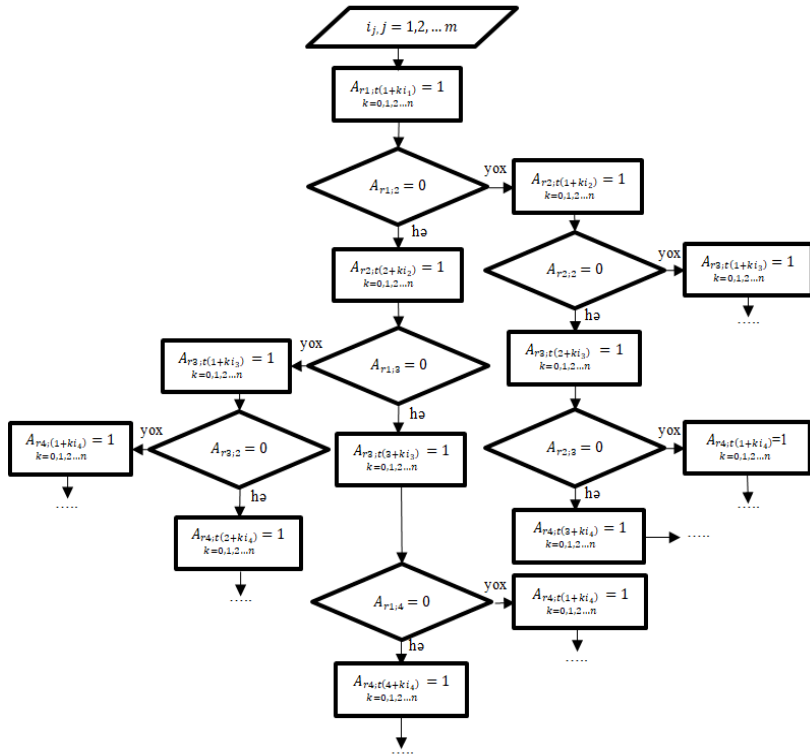 i_j, j = 1,2, … m
A_{r1;t(1+ki_1)} = 1
k=0,1,2…n
A_{r1;2} = 0
yox
A_{r2;t(1+ki_2)} = 1
k=0,1,2…n
hə
A_{r2;t(2+ki_2)} = 1
k=0,1,2…n
A_{r2;2} = 0
yox
A_{r3;t(1+ki_3)} = 1
k=0,1,2…n
…..
hə
A_{r3;t(1+ki_3)} = 1
k=0,1,2…n
yox
A_{r1;3} = 0
A_{r3;t(2+ki_3)} = 1
k=0,1,2…n
hə
A_{r4;(1+ki_4)} = 1
k=0,1,2…n
yox
A_{r3;2} = 0
A_{r3;t(3+ki_3)} = 1
k=0,1,2…n
A_{r2;3} = 0
yox
A_{r4;t(1+ki_4)}=1
k=0,1,2…n
…..
hə
…..
hə
A_{r4;t(2+ki_4)} = 1
k=0,1,2…n
A_{r4;t(3+ki_4)} = 1
k=0,1,2…n
…..
…..
A_{r1;4} = 0
yox
A_{r4;t(1+ki_4)} = 1
k=0,1,2…n
…..
hə
A_{r4;t(4+ki_4)} = 1
k=0,1,2…n
…..